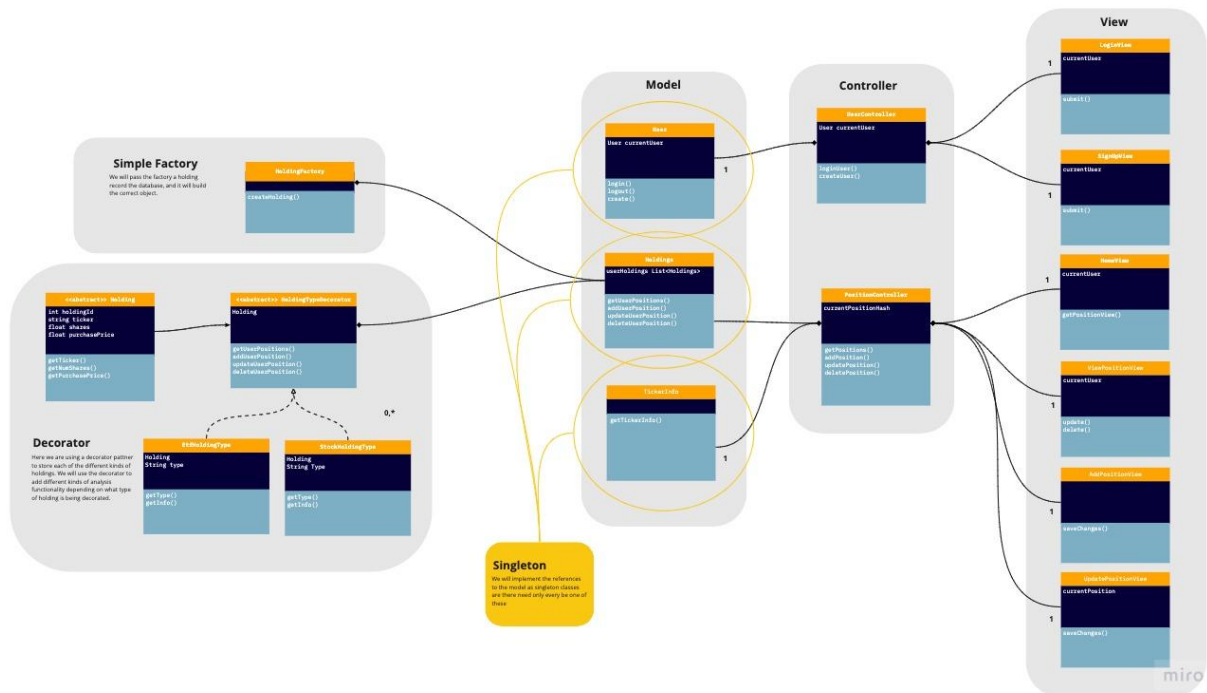 Simple Factory
We will pass the factory a holding
record the database, and it will build
the correct object.
HoldingFactory
createHolding()
<<abstract>> Holding
int holdingId
string ticker
float shares
float purchasePrice
getTicker()
getNumShares()
getPurchasePrice()
<<abstract>> HoldingTypeDecorator
Holding
getUserPositions()
addUserPosition()
updateUserPosition()
deleteUserPosition()
0,*
Decorator
Here we are using a decorator pattner
to store each of the different kinds of
holdings. We will use the decorator to
add different kinds of analysis
functionality depending on what type
of holding is being decorated.
EtfHoldingType
Holding
String type
getType()
getInfo()
StockHoldingType
Holding
String Type
getType()
getInfo()
Singleton
We will implement the references
to the model as singleton classes
are there need only every be one of
these
Model
User
User currentUser
login()
logout()
create()
1
Holdings
userHoldings List<Holdings>
getUserPositions()
addUserPosition()
updateUserPosition()
deleteUserPosition()
TickerInfo
getTickerInfo()
1
Controller
UserController
User currentUser
loginUser()
createUser()
PositionController
currentPositionHash
getPositions()
addPosition()
updatePosition()
deletePosition()
View
LoginView
1
currentUser
submit()
SignUpView
currentUser
1
submit()
HomeView
1
currentUser
getPositionView()
ViewPositionView
currentUser
1
update()
delete()
AddPositionView
1
saveChanges()
UpdatePositionView
currentPosition
1
saveChanges()
miro